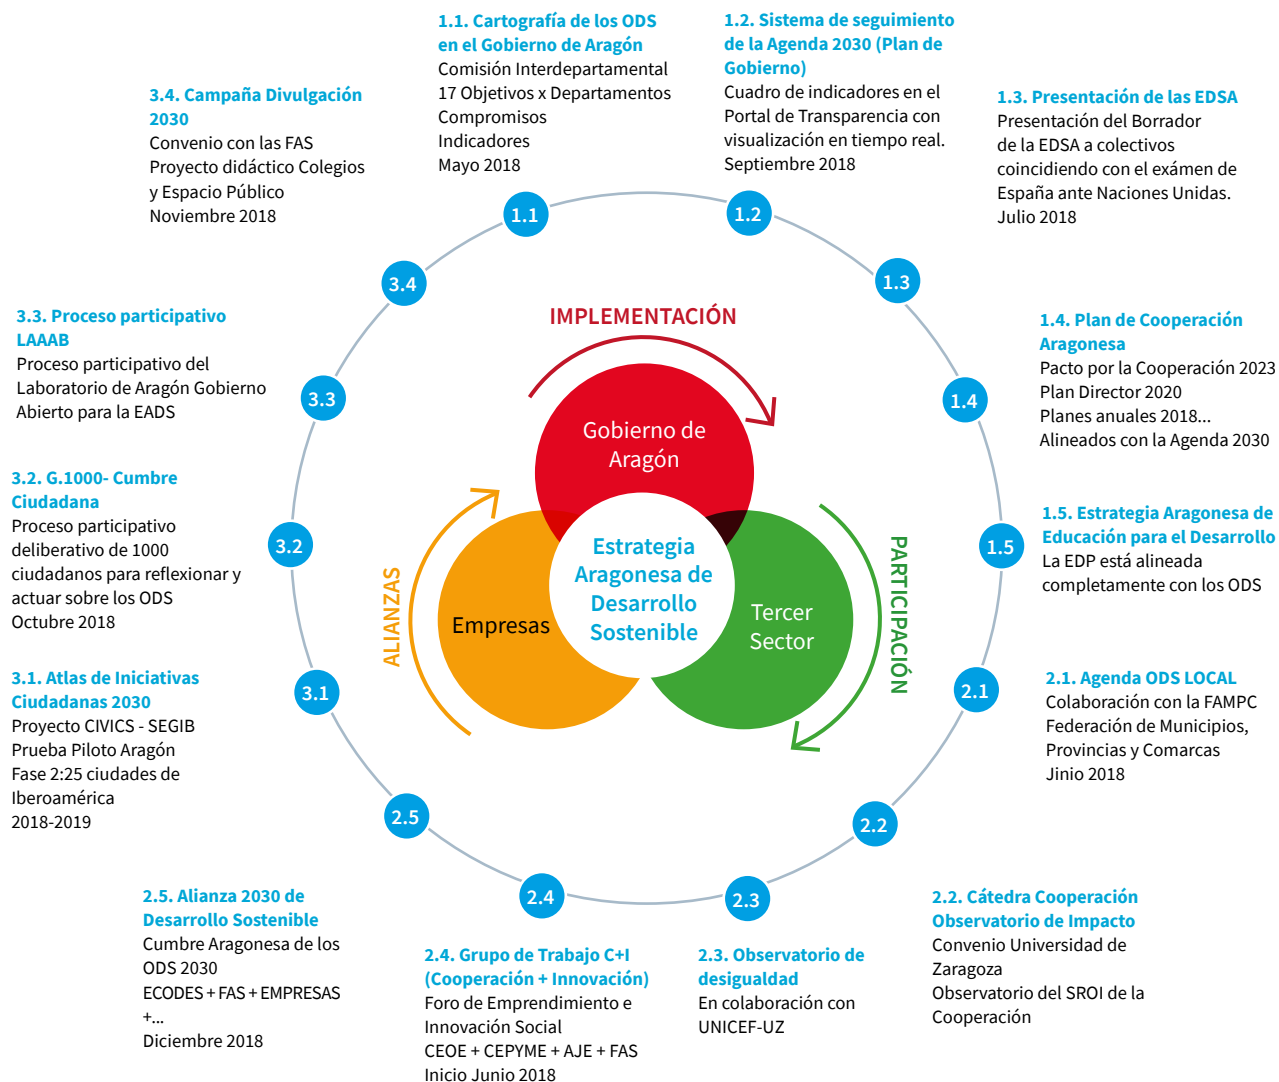 1.1. Cartografía de los ODS
en el Gobierno de Aragón
Comisión Interdepartamental
17 Objetivos x Departamentos
Compromisos
Indicadores
Mayo 2018
1.2. Sistema de seguimiento
de la Agenda 2030 (Plan de
Gobierno)
Cuadro de indicadores en el
Portal de Transparencia con
visualización en tiempo real.
Septiembre 2018
1.3. Presentación de las EDSA
Presentación del Borrador
de la EDSA a colectivos
coincidiendo con el exámen de
España ante Naciones Unidas.
Julio 2018
1.4. Plan de Cooperación
Aragonesa
Pacto por la Cooperación 2023
Plan Director 2020
Planes anuales 2018...
Alineados con la Agenda 2030
1.5. Estrategia Aragonesa de
Educación para el Desarrollo
La EDP está alineada
completamente con los ODS
2.1. Agenda ODS LOCAL
Colaboración con la FAMPC
Federación de Municipios,
Provincias y Comarcas
Jinio 2018
2.2. Cátedra Cooperación
Observatorio de Impacto
Convenio Universidad de
Zaragoza
Observatorio del SROI de la
Cooperación
2.3. Observatorio de
desigualdad
En colaboración con
UNICEF-UZ
2.4. Grupo de Trabajo C+I
(Cooperación + Innovación)
Foro de Emprendimiento e
Innovación Social
CEOE + CEPYME + AJE + FAS
Inicio Junio 2018
2.5. Alianza 2030 de
Desarrollo Sostenible
Cumbre Aragonesa de los
ODS 2030
ECODES + FAS + EMPRESAS
+...
Diciembre 2018
3.1. Atlas de Iniciativas
Ciudadanas 2030
Proyecto CIVICS - SEGIB
Prueba Piloto Aragón
Fase 2:25 ciudades de
Iberoamérica
2018-2019
3.2. G.1000- Cumbre
Ciudadana
Proceso participativo
deliberativo de 1000
ciudadanos para reflexionar y
actuar sobre los ODS
Octubre 2018
3.3. Proceso participativo
LAAAB
Proceso participativo del
Laboratorio de Aragón Gobierno
Abierto para la EADS
3.4. Campaña Divulgación
2030
Convenio con las FAS
Proyecto didáctico Colegios
y Espacio Público
Noviembre 2018
1.1
1.2
1.3
1.4
1.5
2.1
2.2
2.3
2.4
2.5
3.1
3.2
3.3
3.4
IMPLEMENTACIÓN
Gobierno de
Aragón
PARTICIPACIÓN
Tercer
Sector
ALIANZAS
Empresas
Estrategia
Aragonesa de
Desarrollo
Sostenible